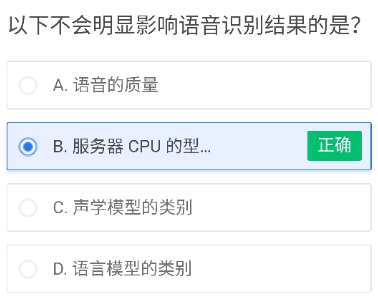 以下不会明显影响语音识别结果的是？
A. 语音的质量
B. 服务器 CPU 的型...
正确
C. 声学模型的类别
D. 语言模型的类别